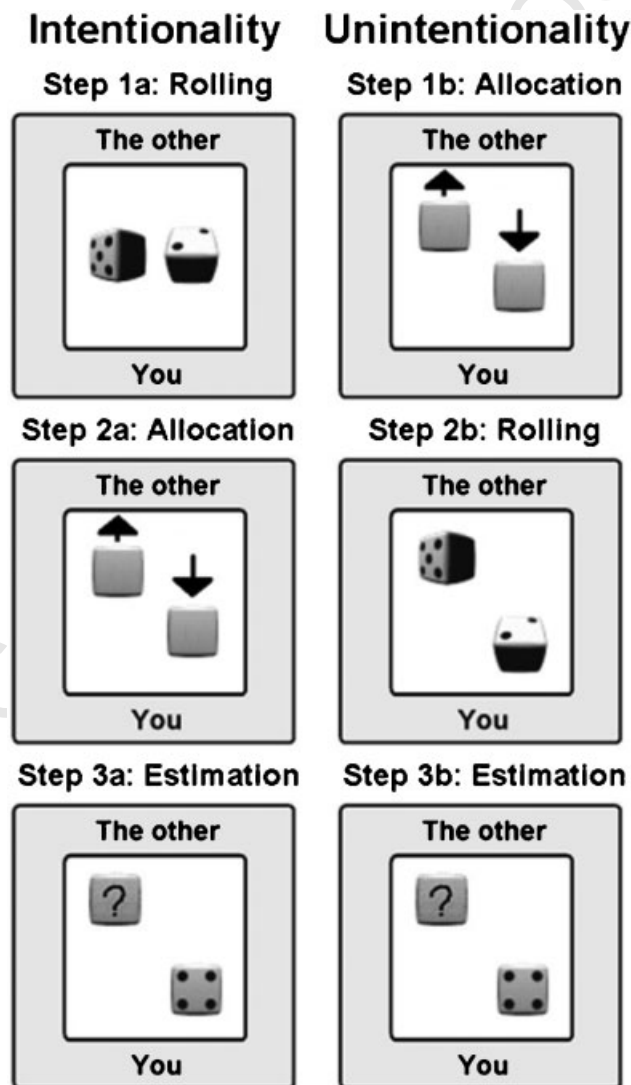 Intentionality Unintentionality
Step 1a: Rolling Step 1b: Allocation
The other The other
You You
Step 2a: Allocation Step 2b: Rolling
The other The other
You You
Step 3a: Estimation Step 3b: Estimation
The other The other
? ?
You You